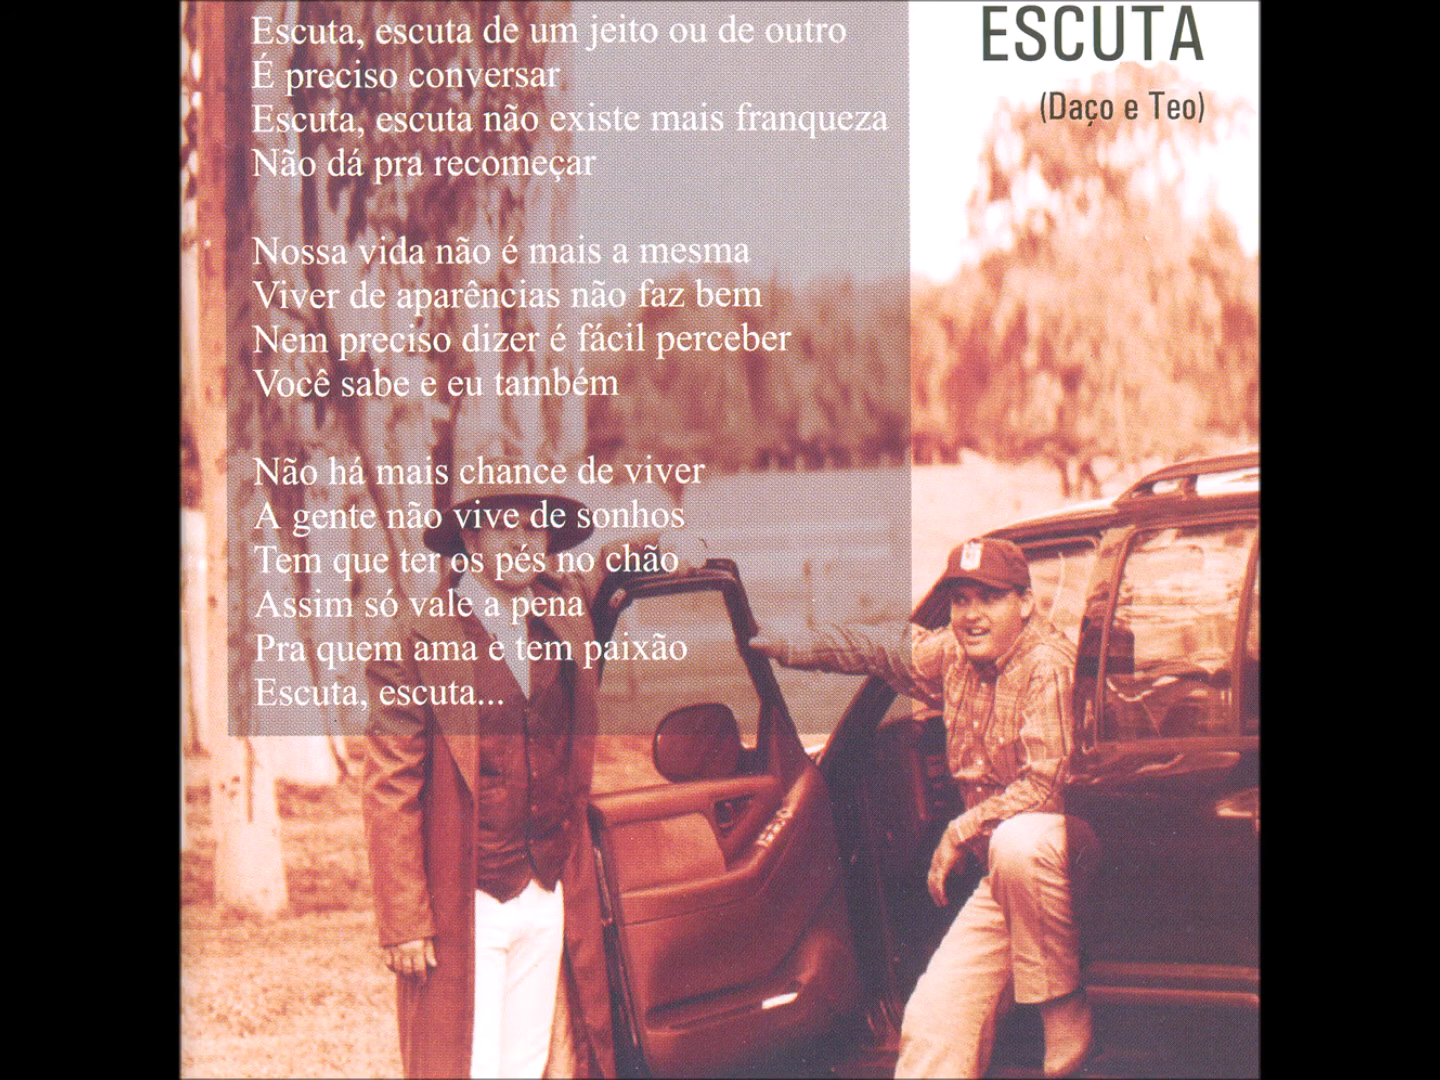 ESCUTA
(Daço e Teo)
Escuta, escuta de um jeito ou de outro
É preciso conversar
Escuta, escuta não existe mais franqueza
Não dá pra recomeçar
Nossa vida não é mais a mesma
Viver de aparências não faz bem
Nem preciso dizer é fácil perceber
Você sabe e eu também
Não há mais chance de viver
A gente não vive de sonhos
Tem que ter os pés no chão
Assim só vale a pena
Pra quem ama e tem paixão
Escuta, escuta...